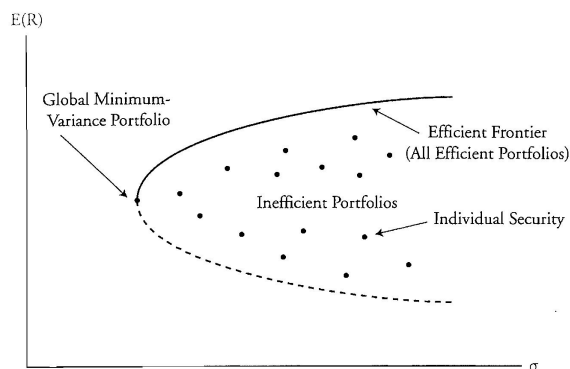 E(R)
Global Minimum-
Variance Portfolio
Efficient Frontier
(All Efficient Portfolios)
Inefficient Portfolios
Individual Security
σ